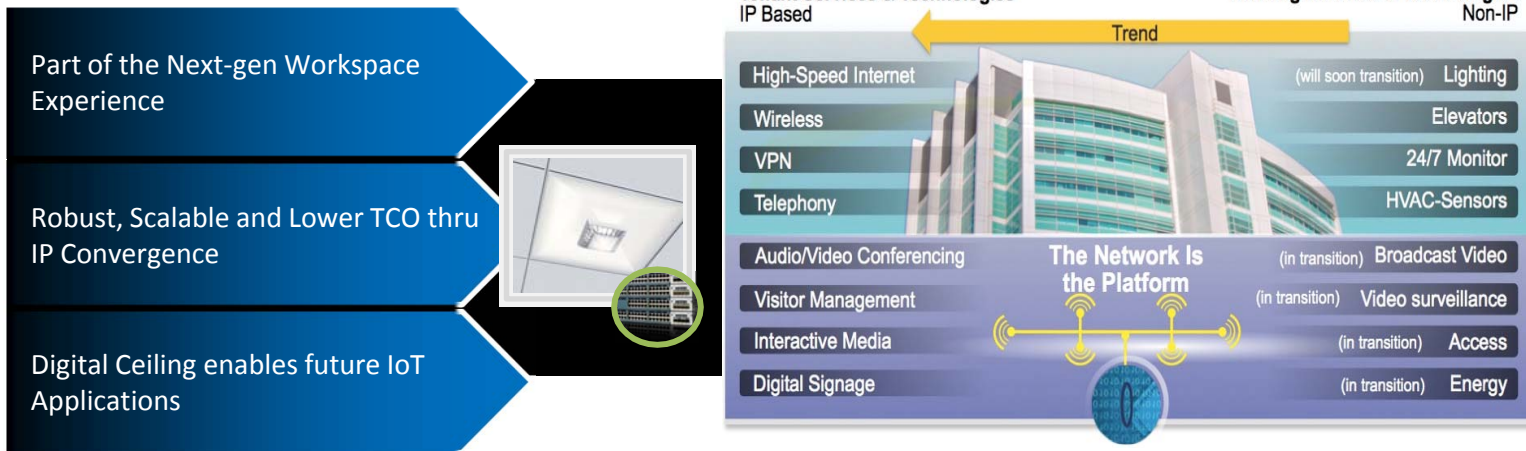 Part of the Next-gen Workspace
Experience
Robust, Scalable and Lower TCO thru
IP Convergence
Digital Ceiling enables future IoT
Applications
IP Based
Non-IP
Trend
High-Speed Internet
(will soon transition) Lighting
Wireless
Elevators
VPN
24/7 Monitor
Telephony
HVAC-Sensors
Audio/Video Conferencing
The Network Is
the Platform
(in transition) Broadcast Video
Visitor Management
(in transition) Video surveillance
Interactive Media
(in transition) Access
Digital Signage
(in transition) Energy